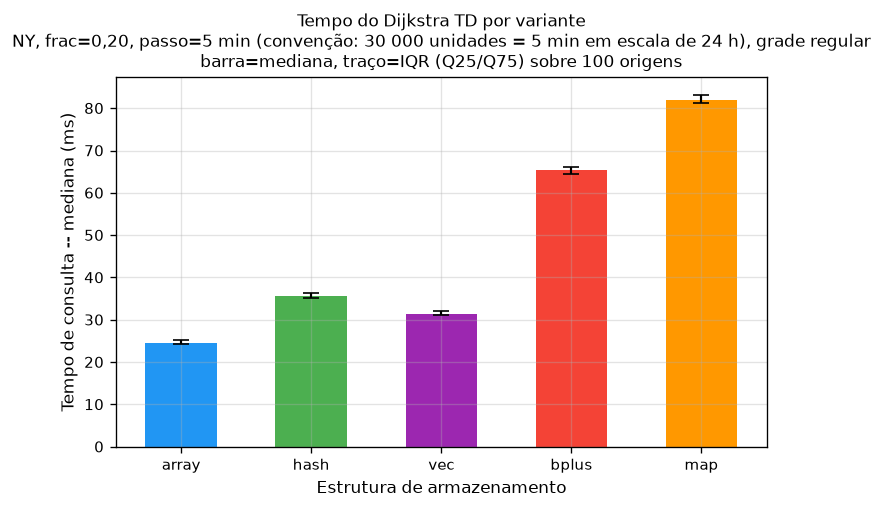 Tempo do Dijkstra TD por variante
NY, frac=0,20, passo=5 min (convenção: 30 000 unidades = 5 min em escala de 24 h), grade regular
barra=mediana, traço=IQR (Q25/Q75) sobre 100 origens
Tempo de consulta -- mediana (ms)
80
70
60
50
40
30
20
10
0
array hash vec bplus map
Estrutura de armazenamento